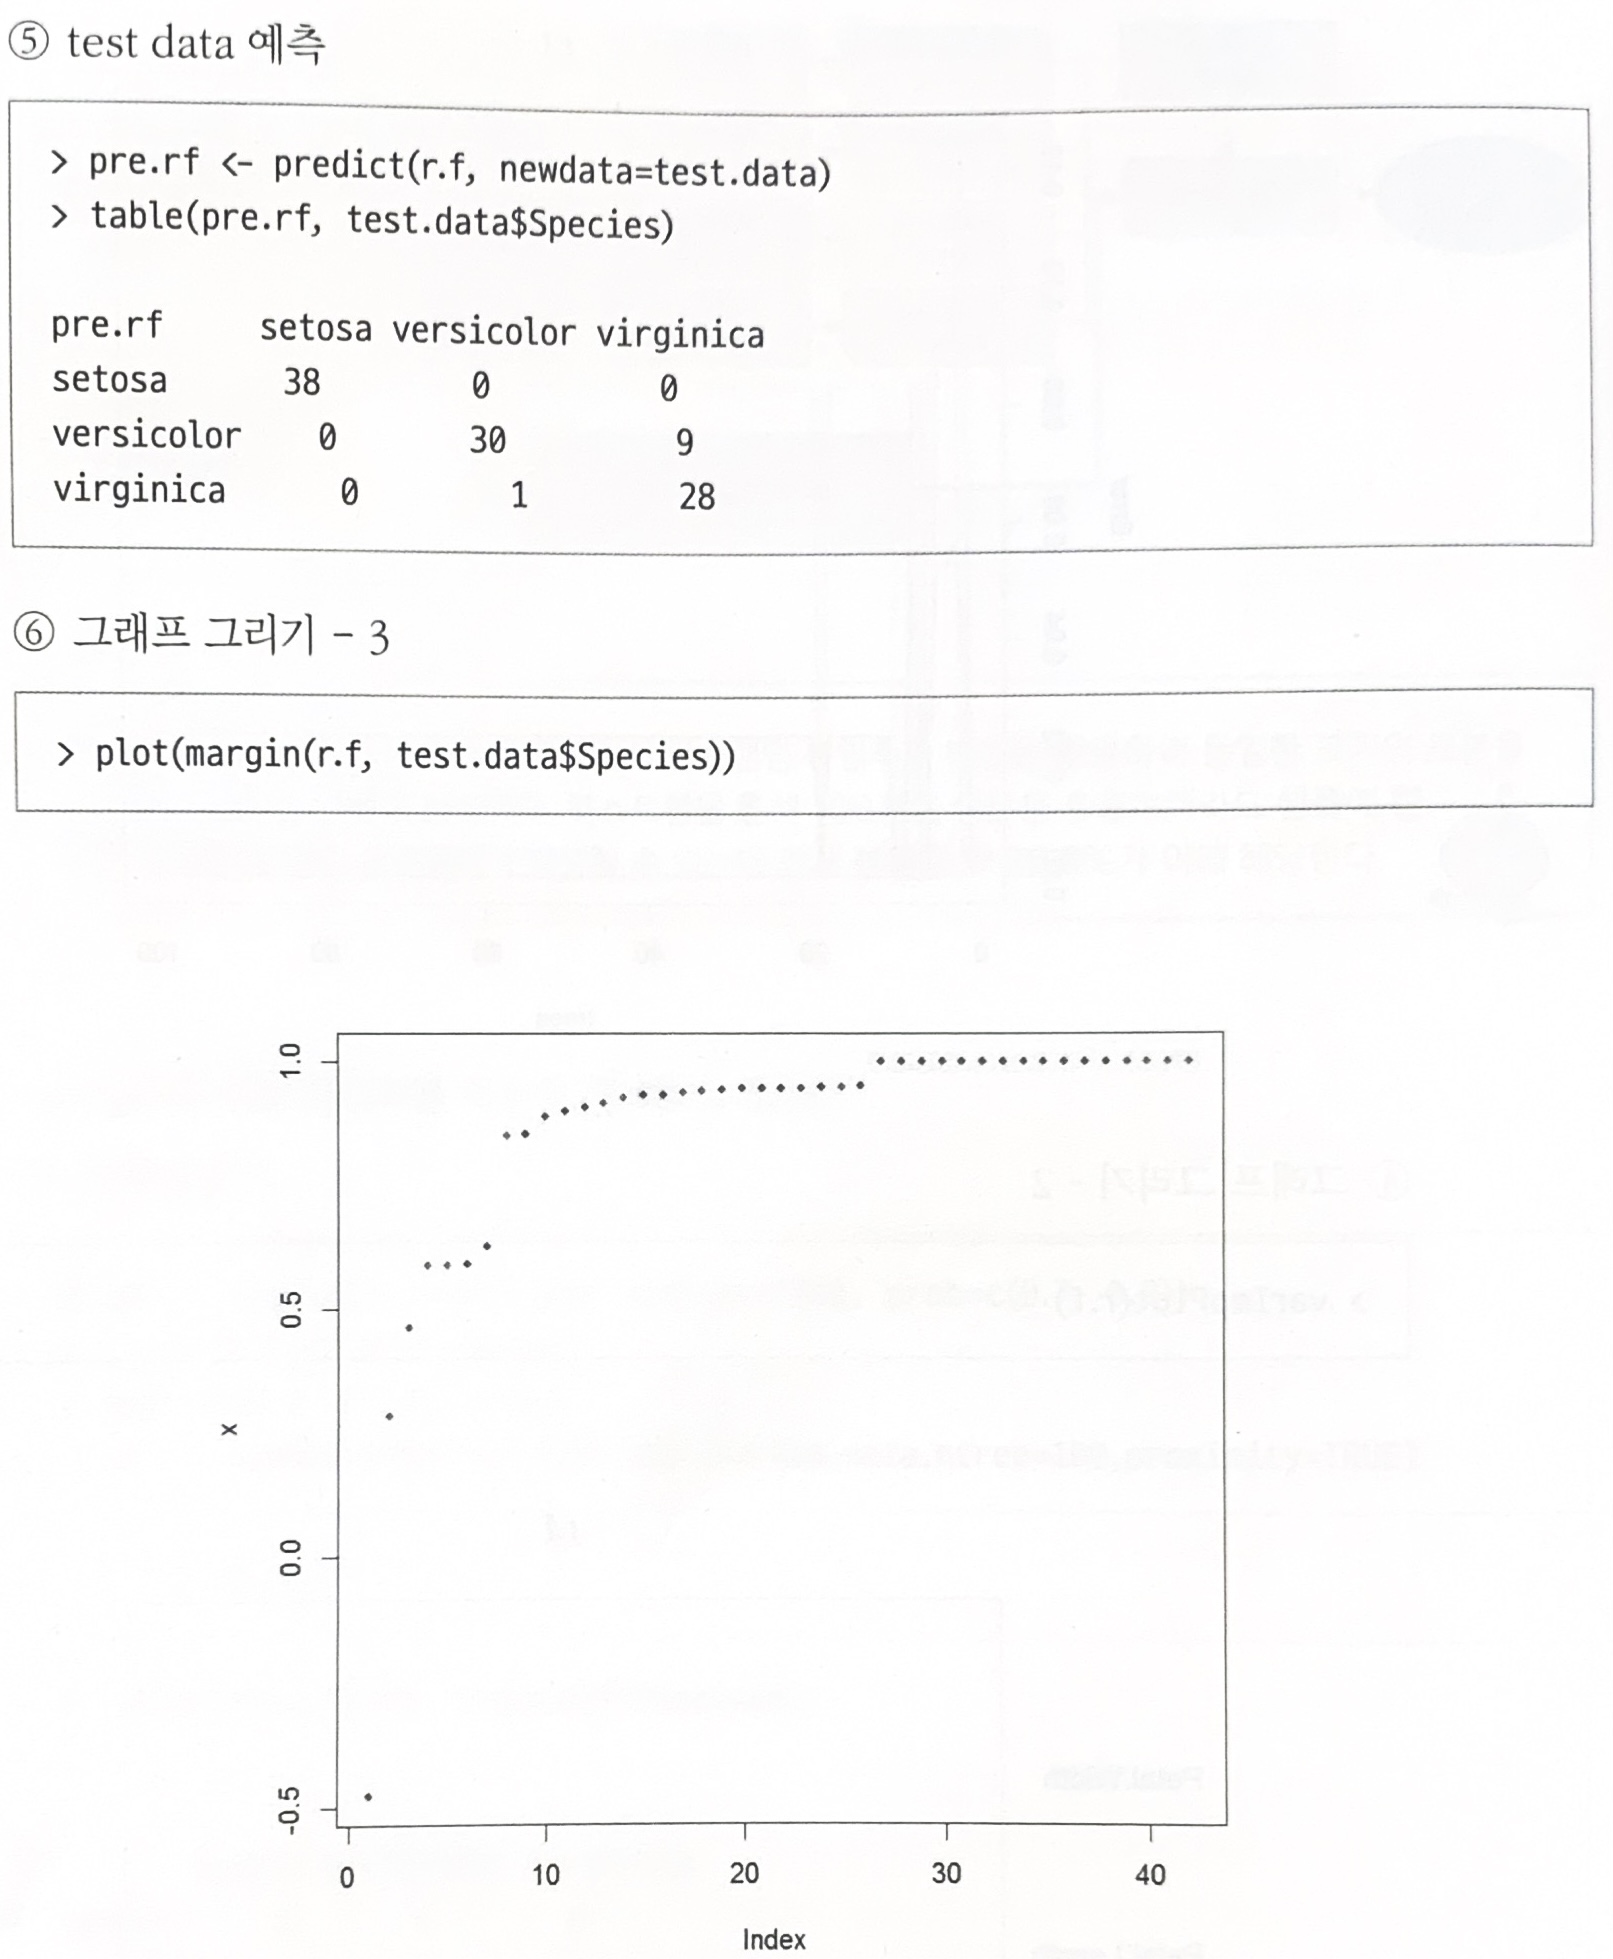 ⑤ test data 예측
> pre.rf <- predict(r.f, newdata=test.data)
> table(pre.rf, test.data$Species)
pre.rf setosa versicolor virginica
setosa 38 0 0
versicolor 0 30 9
virginica 0 1 28
⑥ 그래프 그리기 - 3
> plot(margin(r.f, test.data$Species))
1.0
0.5
x
0.0
-0.5
0 10 20 30 40
Index